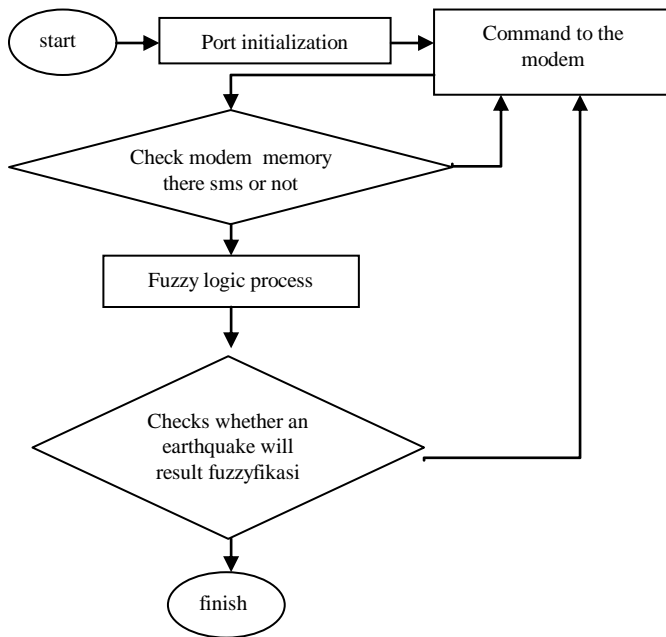 start
Port initialization
Command to the
modem
Check modem memory
there sms or not
Fuzzy logic process
Checks whether an
earthquake will
result fuzzyfikasi
finish